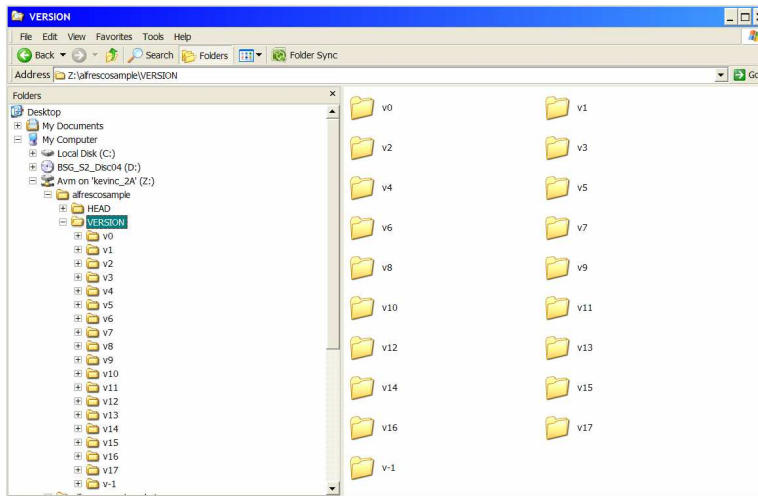 VERSION
File Edit View Favorites Tools Help
Back Search Folders Folder Sync
Address Z:\alfrescosample\VERSION Go
Folders
Desktop
My Documents
My Computer
Local Disk (C:)
BSG_S2_Disc04 (D:)
Avm on 'kevinc_2A' (Z:)
alfrescosample
HEAD
VERSION
v0
v1
v2
v3
v4
v5
v6
v7
v8
v9
v10
v11
v12
v13
v14
v15
v16
v17
v-1
v0 v1
v2 v3
v4 v5
v6 v7
v8 v9
v10 v11
v12 v13
v14 v15
v16 v17
v-1